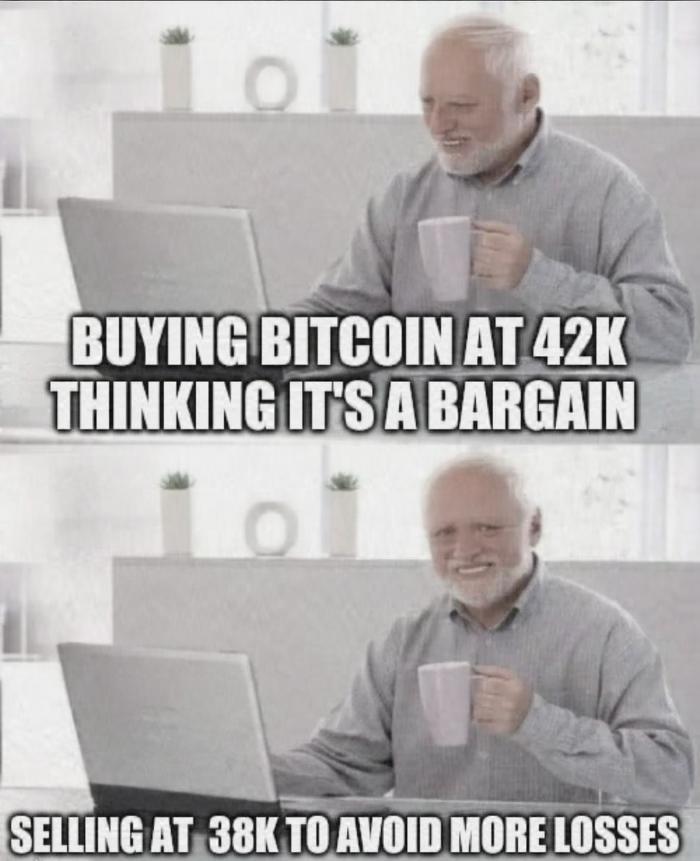 BUYING BITCOIN AT 42K
THINKING IT'S A BARGAIN
SELLING AT 38K TO AVOID MORE LOSSES